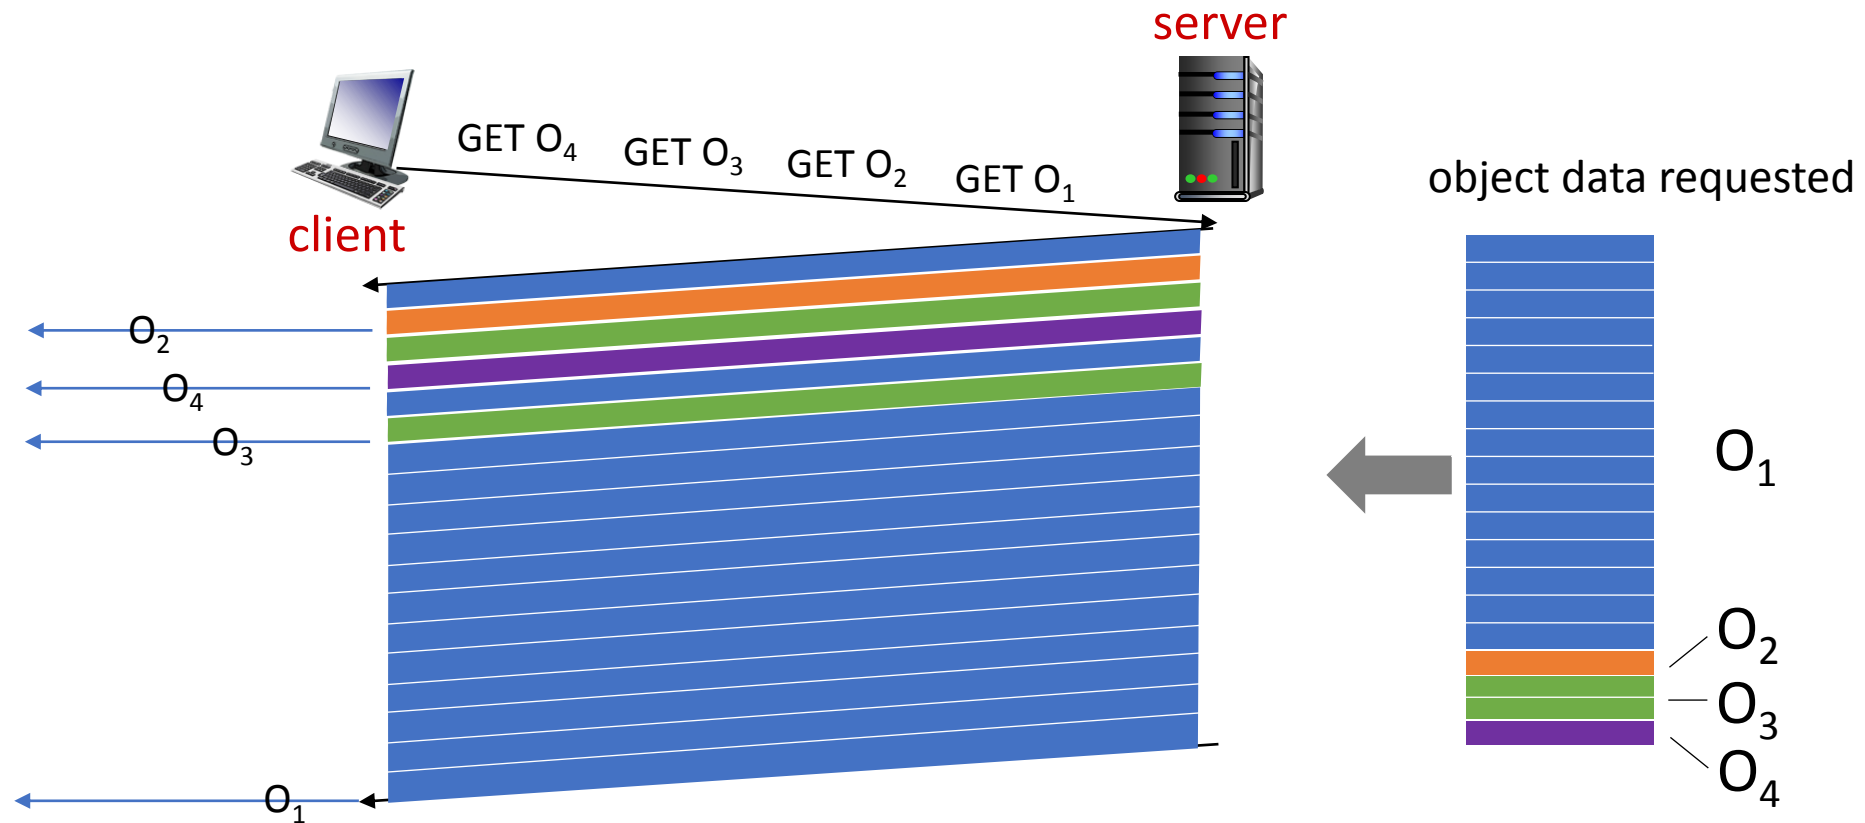 server
GET O₄
GET O₃
GET O₂
GET O₁
object data requested
client
O₂
O₄
O₃
O₁
O₁
O₂
O₃
O₄